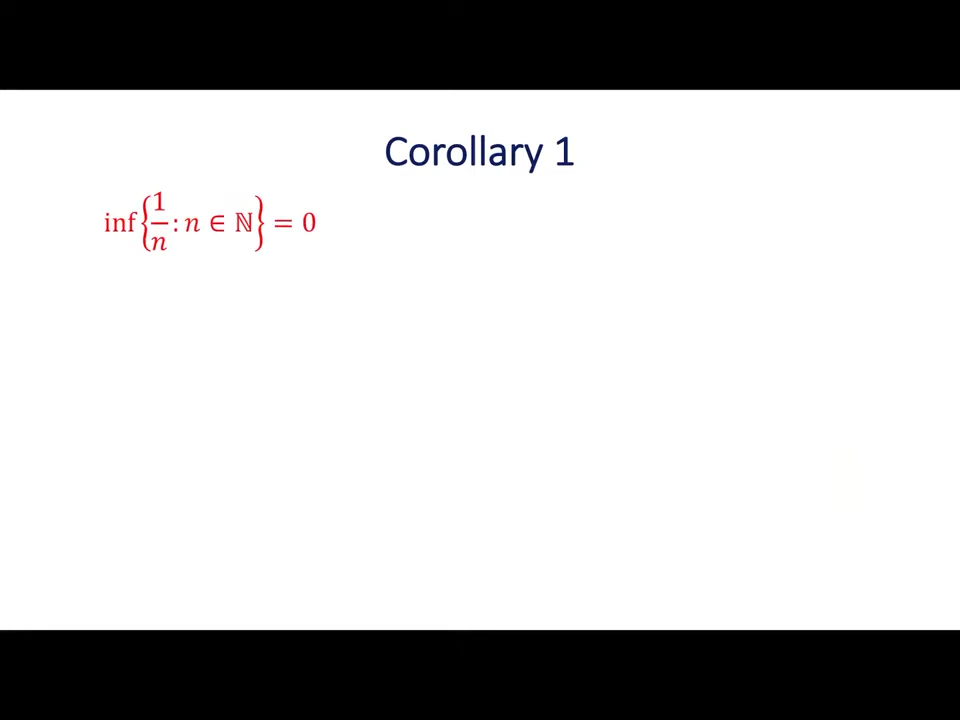 Corollary 1
inf{1/n : n ∈ ℕ} = 0